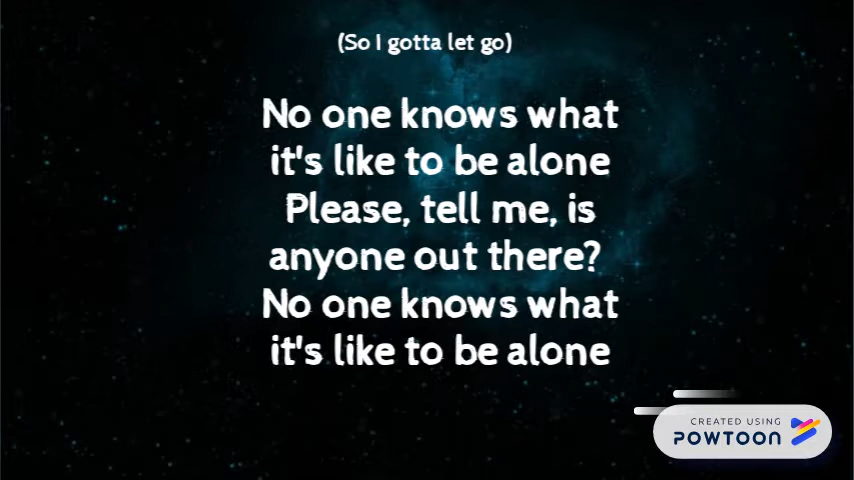 (So I gotta let go)
No one knows what
it's like to be alone
Please, tell me, is
anyone out there?
No one knows what
it's like to be alone
CREATED USING
POWTOON